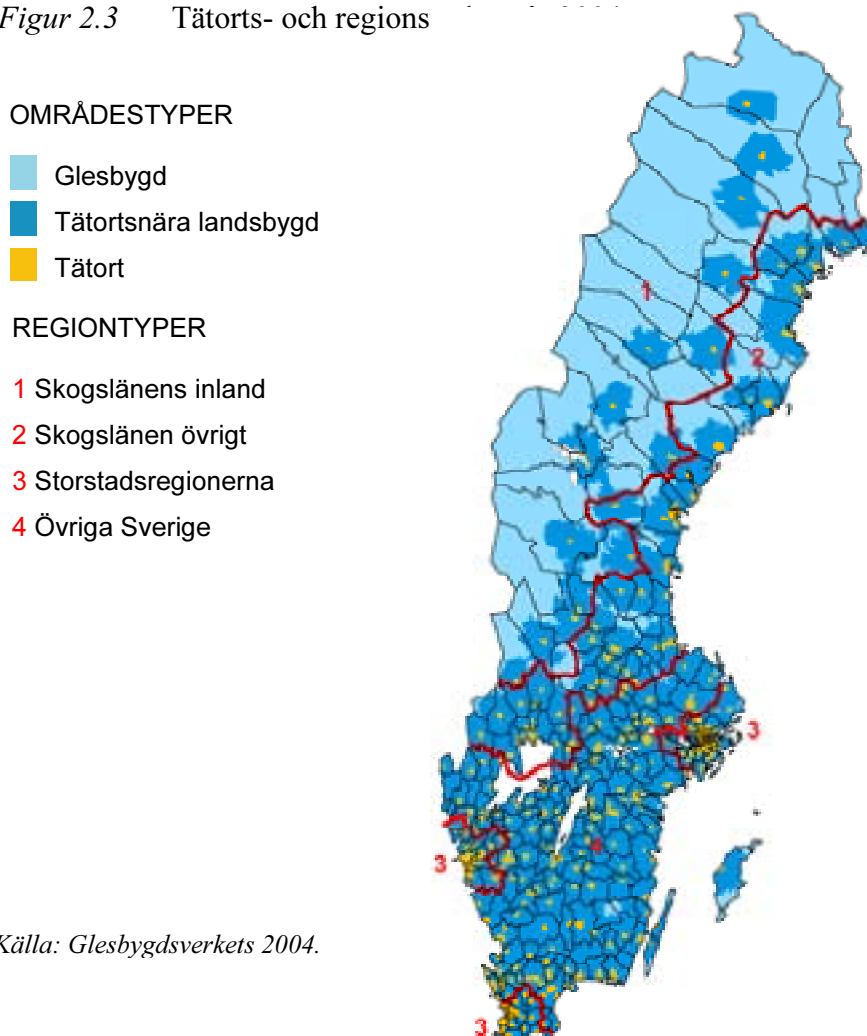 Figur 2.3 Tätorts- och regions
OMRÅDESTYPER
Glesbygd
Tätortsnära landsbygd
Tätort
REGIONTYPER
1 Skogslänens inland
2 Skogslänen övrigt
3 Storstadsregionerna
4 Övriga Sverige
1
2
3
4
3
3
Källa: Glesbygdsverkets 2004.